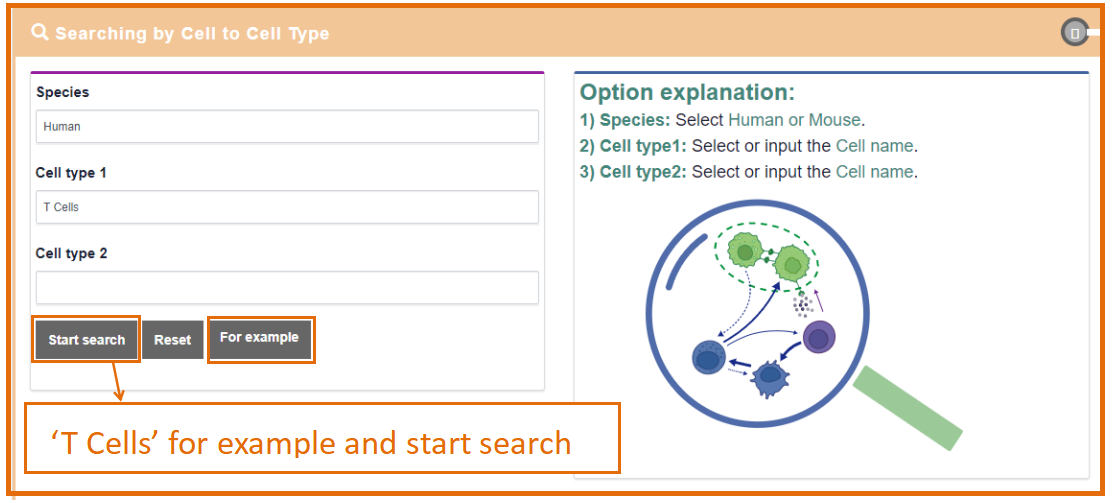 Searching by Cell to Cell Type
Species
Human
Cell type 1
T Cells
Cell type 2
Start search
Reset
For example
'T Cells' for example and start search
Option explanation:
1) Species: Select Human or Mouse.
2) Cell type1: Select or input the Cell name.
3) Cell type2: Select or input the Cell name.